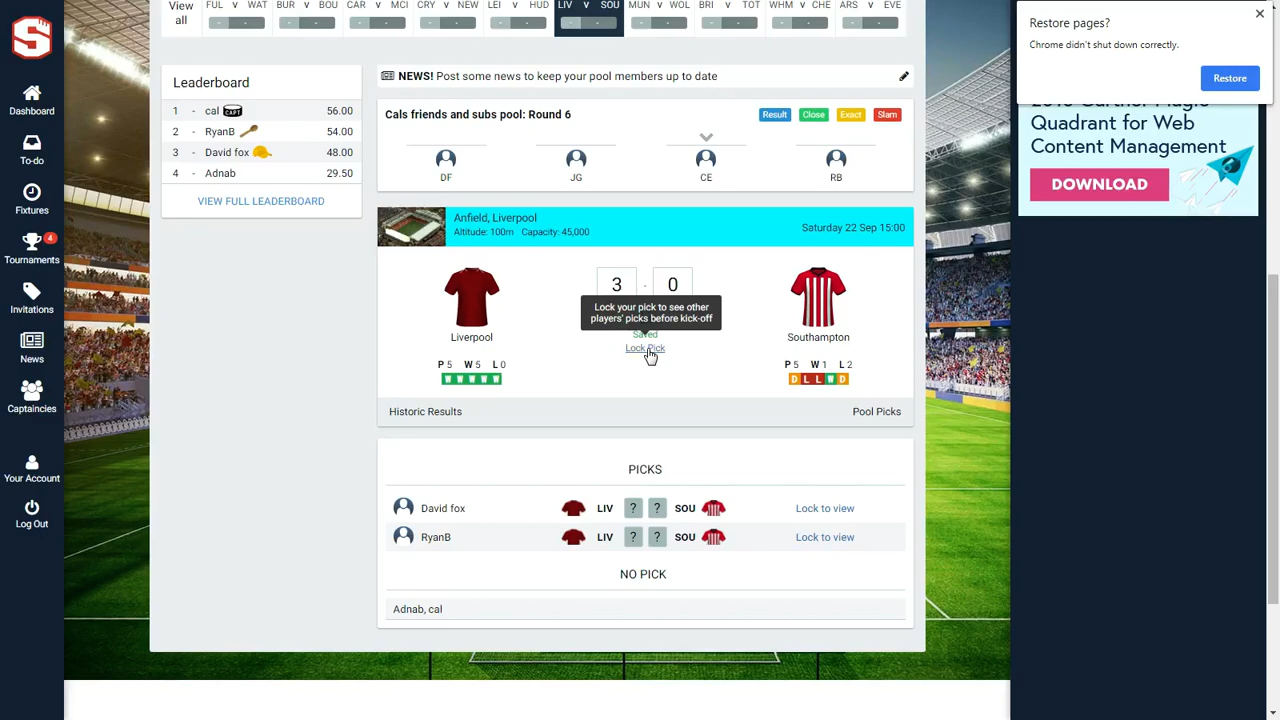 View all
FUL v WAT
- -
BUR v BOU
- -
CAR v MCI
- -
CRY v NEW
- -
LEI v HUD
- -
LIV v SOU
- -
MUN v WOL
- -
BRI v TOT
- -
WHM v CHE
- -
ARS v EVE
- -
Restore pages?
Chrome didn't shut down correctly.
Restore
S
Dashboard
To-do
Fixtures
4
Tournaments
Invitations
News
Captaincies
Your Account
Log Out
Leaderboard
1 - cal CAPT 56.00
2 - RyanB 54.00
3 - David fox 48.00
4 - Adnab 29.50
VIEW FULL LEADERBOARD
NEWS! Post some news to keep your pool members up to date
Cals friends and subs pool: Round 6
Result Close Exact Slam
DF JG CE RB
Anfield, Liverpool
Altitude: 100m Capacity: 45,000
Saturday 22 Sep 15:00
3 - 0
Lock your pick to see other
players' picks before kick-off
Saved
Lock Pick
Liverpool
P 5 W 5 L 0
W W W W W
Southampton
P 5 W 1 L 2
D L L W D
Historic Results
Pool Picks
PICKS
David fox LIV ? ? SOU Lock to view
RyanB LIV ? ? SOU Lock to view
NO PICK
Adnab, cal
Quadrant for Web
Content Management
DOWNLOAD